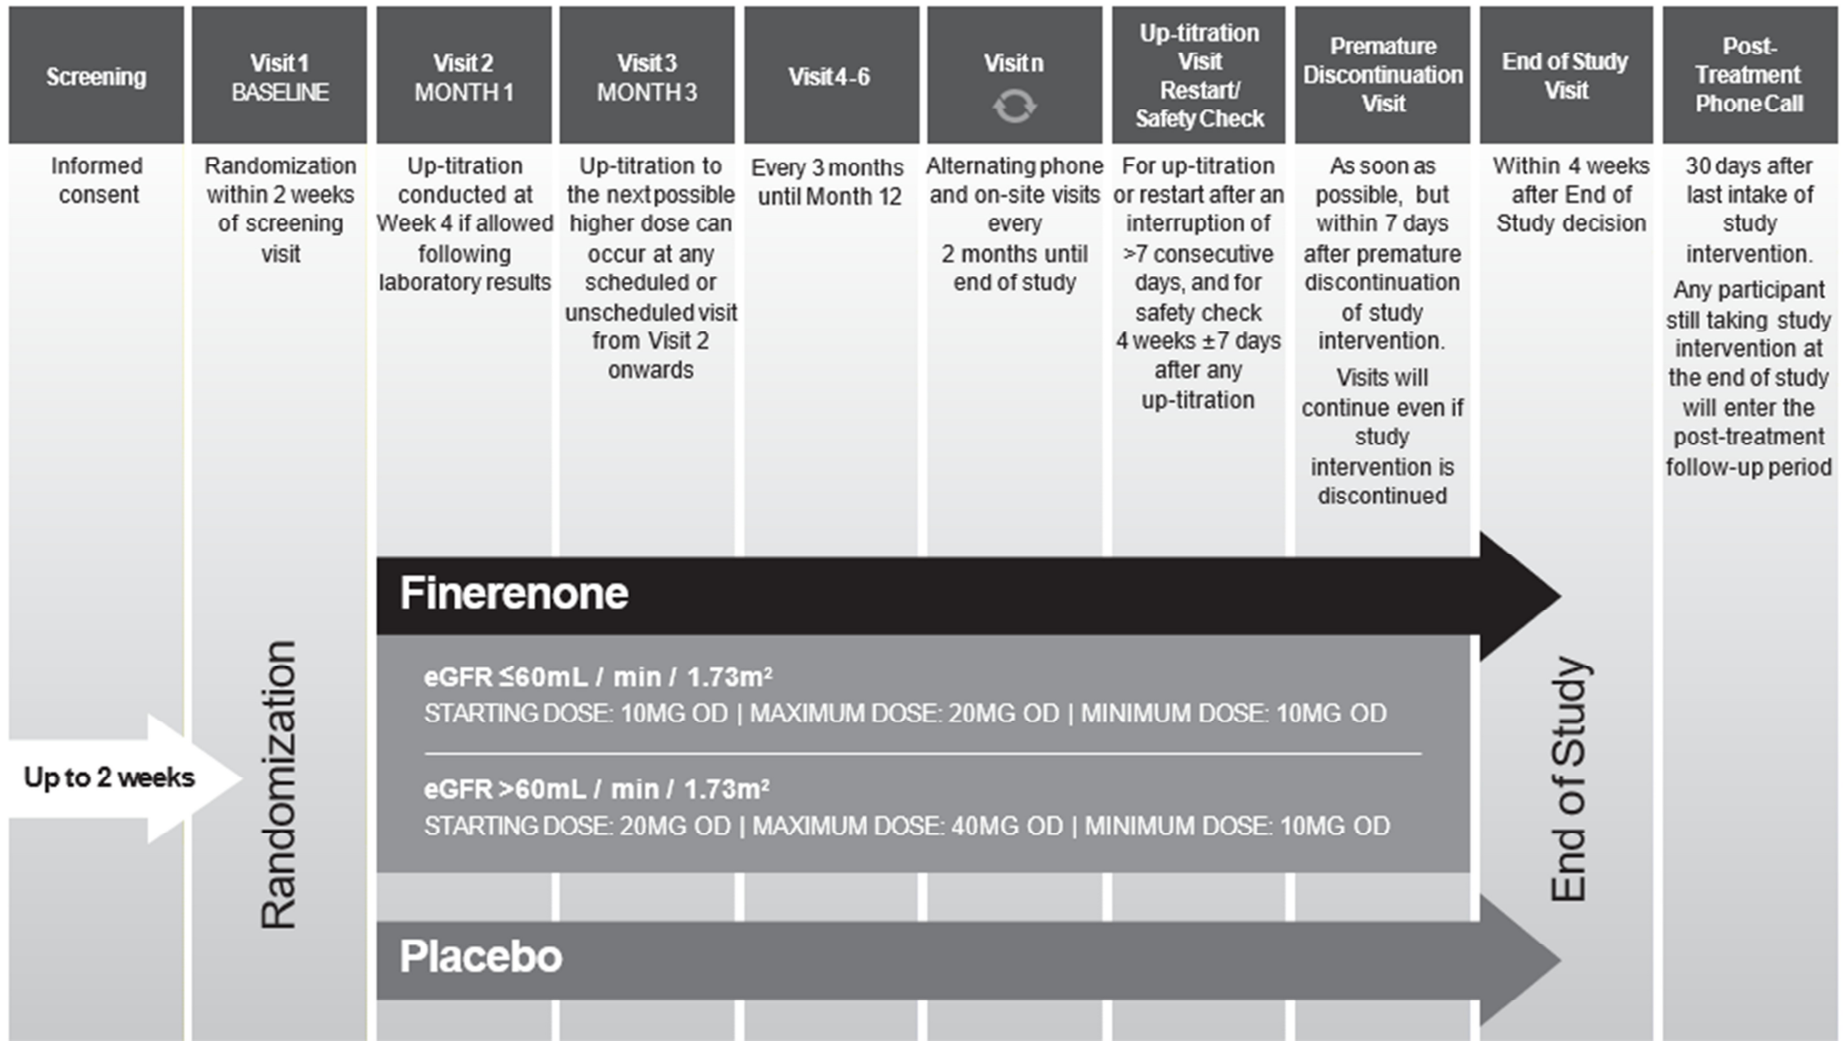 Screening
Visit 1
BASELINE
Visit 2
MONTH 1
Visit 3
MONTH 3
Visit 4-6
Visit n
Up-titration
Visit
Restart/
Safety Check
Premature
Discontinuation
Visit
End of Study
Visit
Post-
Treatment
Phone Call
Informed
consent
Randomization
within 2 weeks
of screening
visit
Up-titration
conducted at
Week 4 if allowed
following
laboratory results
Up-titration to
the next possible
higher dose can
occur at any
scheduled or
unscheduled visit
from Visit 2
onwards
Every 3 months
until Month 12
Alternating phone
and on-site visits
every
2 months until
end of study
For up-titration
or restart after an
interruption of
>7 consecutive
days, and for
safety check
4 weeks ±7 days
after any
up-titration
As soon as
possible, but
within 7 days
after premature
discontinuation
of study
intervention.
Visits will
continue even if
study
intervention is
discontinued
Within 4 weeks
after End of
Study decision
30 days after
last intake of
study
intervention.
Any participant
still taking study
intervention at
the end of study
will enter the
post-treatment
follow-up period
Up to 2 weeks
Randomization
Finerenone
eGFR ≤60mL / min / 1.73m²
STARTING DOSE: 10MG OD | MAXIMUM DOSE: 20MG OD | MINIMUM DOSE: 10MG OD
eGFR >60mL / min / 1.73m²
STARTING DOSE: 20MG OD | MAXIMUM DOSE: 40MG OD | MINIMUM DOSE: 10MG OD
Placebo
End of Study